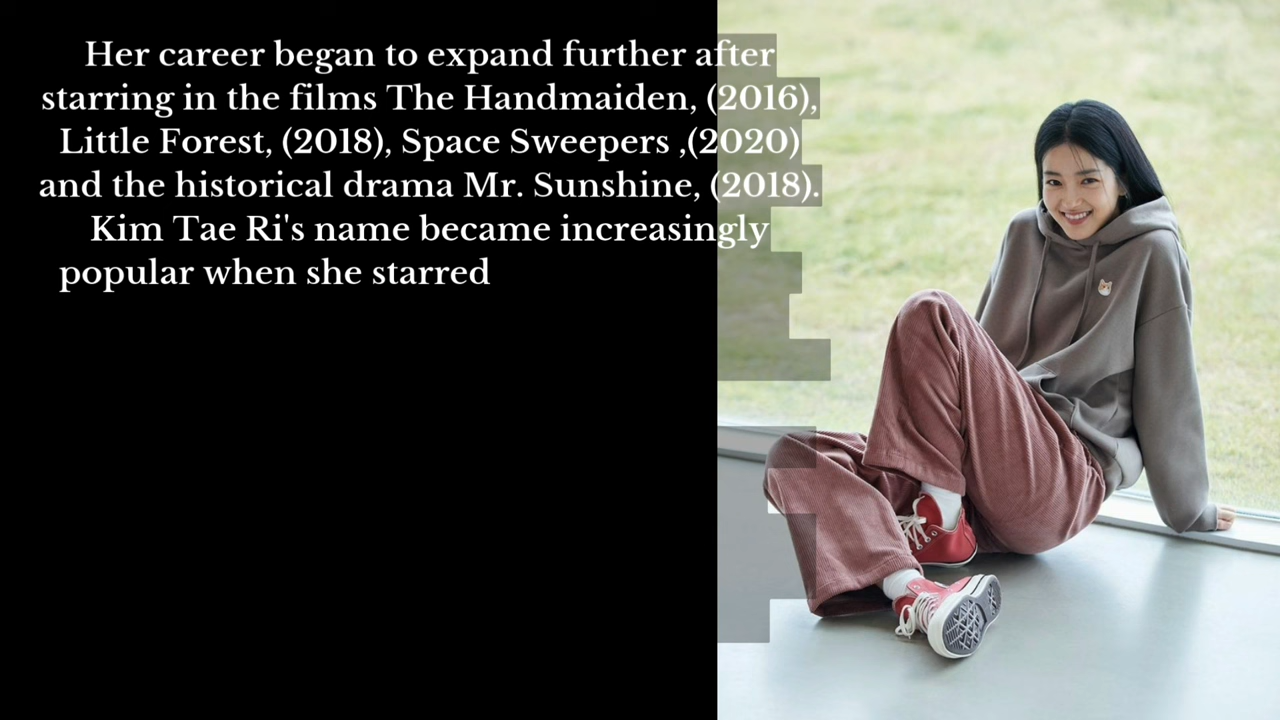 Her career began to expand further after
starring in the films The Handmaiden, (2016),
Little Forest, (2018), Space Sweepers ,(2020)
and the historical drama Mr. Sunshine, (2018).
Kim Tae Ri's name became increasingly
popular when she starred